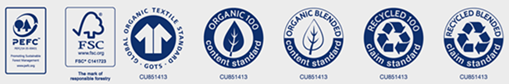 PEFC
Promoting Sustainable
Forest Management
www.pefc.org
FSC
www.fsc.org
FSC® C141723
The mark of
responsible forestry
GLOBAL ORGANIC TEXTILE STANDARD
· GOTS ·
CU851413
ORGANIC 100
content standard
CU851413
ORGANIC BLENDED
content standard
CU851413
RECYCLED 100
claim standard
CU851413
RECYCLED BLENDED
claim standard
CU851413